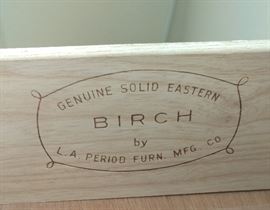 GENUINE SOLID EASTERN
BIRCH
by
L.A. PERIOD FURN. MFG. CO